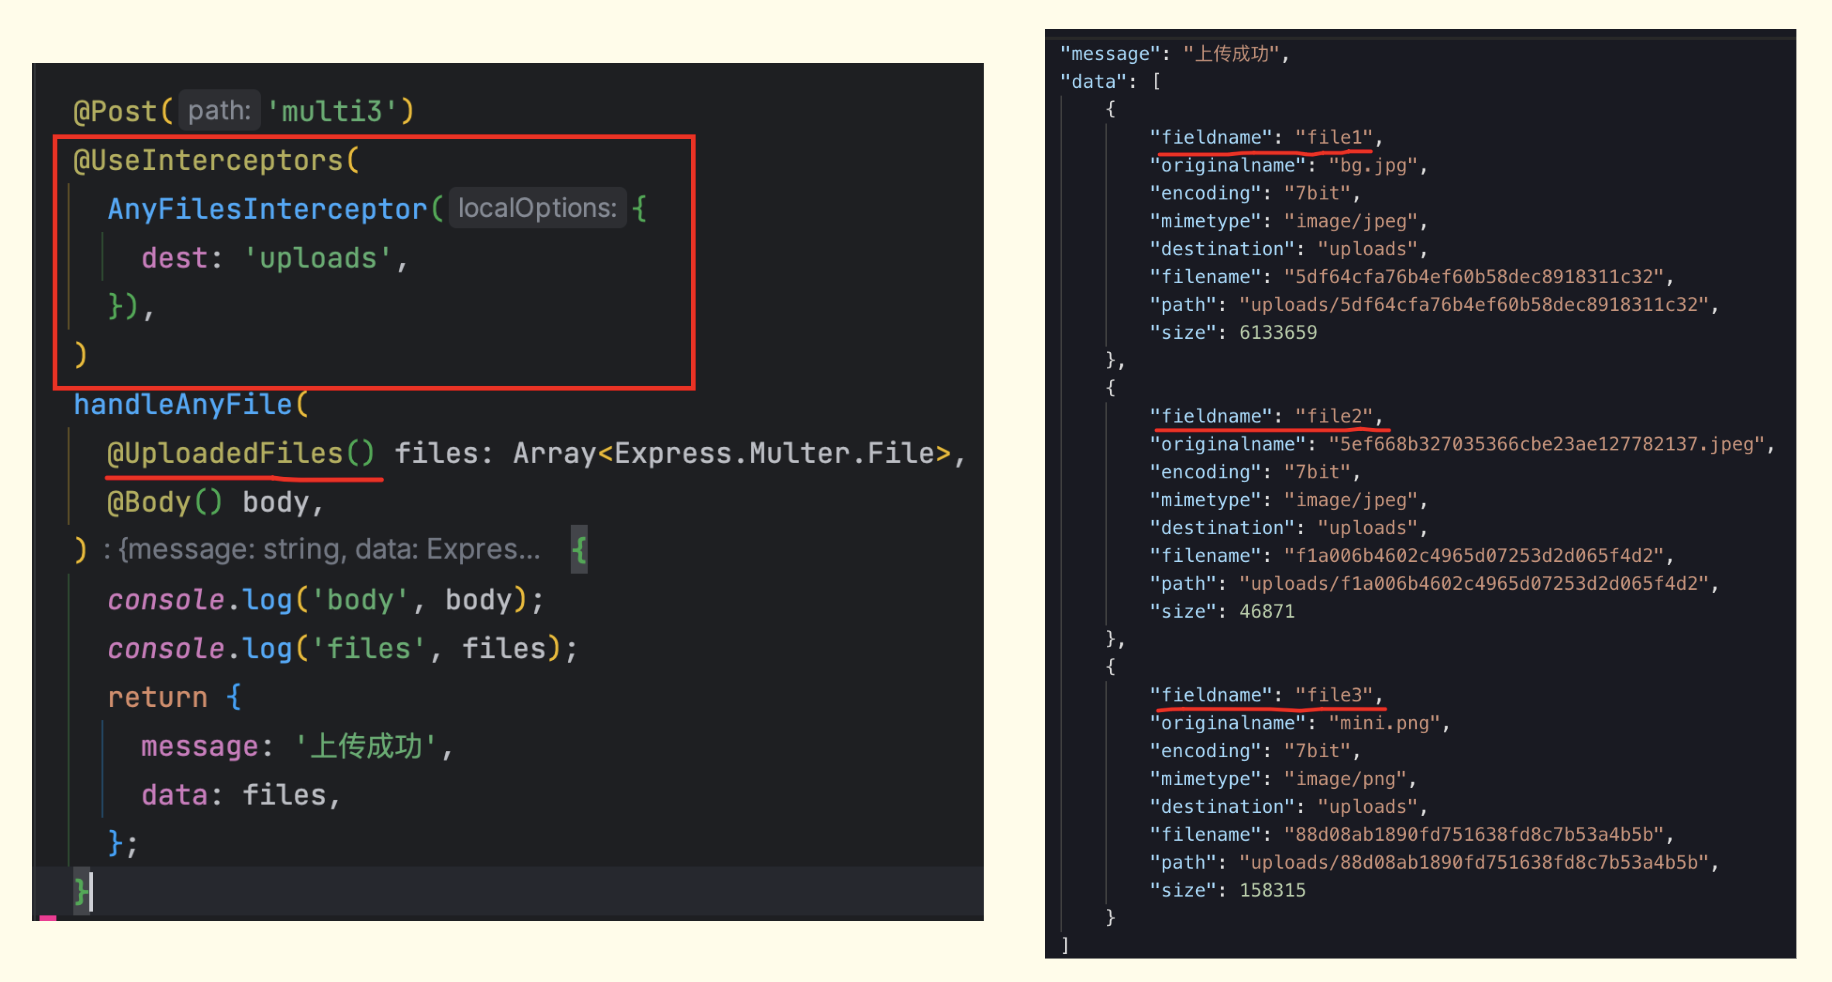 @Post( path: 'multi3')
@UseInterceptors(
AnyFilesInterceptor( localOptions: {
dest: 'uploads',
}),
)
handleAnyFile(
@UploadedFiles() files: Array<Express.Multer.File>,
@Body() body,
) : {message: string, data: Expres... {
console.log('body', body);
console.log('files', files);
return {
message: '上传成功',
data: files,
};
}
"message": "上传成功",
"data": [
{
"fieldname": "file1",
"originalname": "bg.jpg",
"encoding": "7bit",
"mimetype": "image/jpeg",
"destination": "uploads",
"filename": "5df64cfa76b4ef60b58dec8918311c32",
"path": "uploads/5df64cfa76b4ef60b58dec8918311c32",
"size": 6133659
},
{
"fieldname": "file2",
"originalname": "5ef668b327035366cbe23ae127782137.jpeg",
"encoding": "7bit",
"mimetype": "image/jpeg",
"destination": "uploads",
"filename": "f1a006b4602c4965d07253d2d065f4d2",
"path": "uploads/f1a006b4602c4965d07253d2d065f4d2",
"size": 46871
},
{
"fieldname": "file3",
"originalname": "mini.png",
"encoding": "7bit",
"mimetype": "image/png",
"destination": "uploads",
"filename": "88d08ab1890fd751638fd8c7b53a4b5b",
"path": "uploads/88d08ab1890fd751638fd8c7b53a4b5b",
"size": 158315
}
]